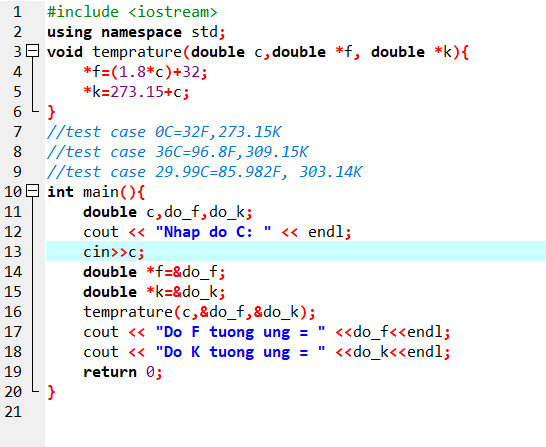 1 #include <iostream>
2 using namespace std;
3 void temprature(double c,double *f, double *k){
4 *f=(1.8*c)+32;
5 *k=273.15+c;
6 }
7 //test case 0C=32F,273.15K
8 //test case 36C=96.8F,309.15K
9 //test case 29.99C=85.982F, 303.14K
10 int main(){
11 double c,do_f,do_k;
12 cout << "Nhap do C: " << endl;
13 cin>>c;
14 double *f=&do_f;
15 double *k=&do_k;
16 temprature(c,&do_f,&do_k);
17 cout << "Do F tuong ung = " <<do_f<<endl;
18 cout << "Do K tuong ung = " <<do_k<<endl;
19 return 0;
20 }
21